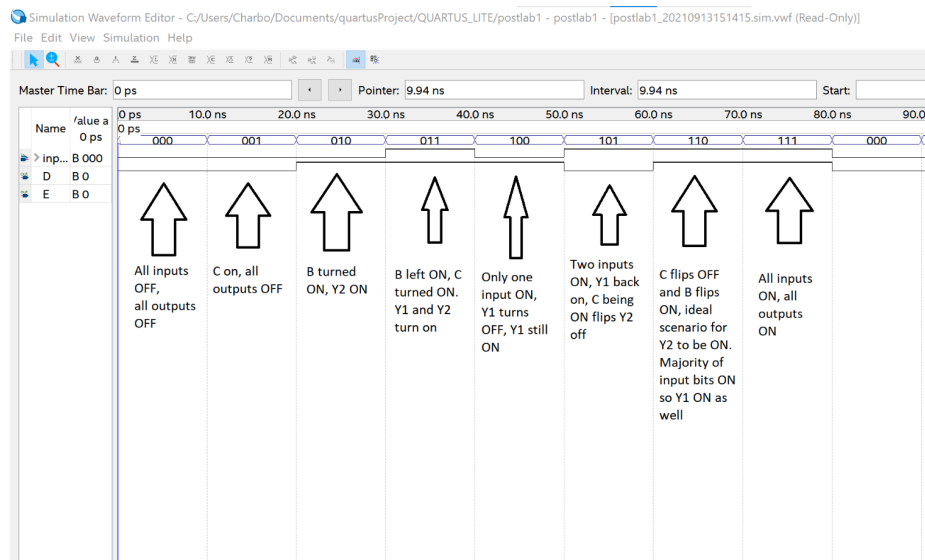 Simulation Waveform Editor - C:/Users/Charbo/Documents/quartusProject/QUARTUS_LITE/postlab1 - postlab1 - [postlab1_20210913151415.sim.vwf (Read-Only)]
File Edit View Simulation Help
Master Time Bar: 0 ps Pointer: 9.94 ns Interval: 9.94 ns Start:
Name Value a 0 ps
0 ps 10.0 ns 20.0 ns 30.0 ns 40.0 ns 50.0 ns 60.0 ns 70.0 ns 80.0 ns 90.0
0 ps
inp... B 000 000 001 010 011 100 101 110 111 000
D B 0
E B 0
All inputs
OFF,
all outputs
OFF
C on, all
outputs OFF
B turned
ON, Y2 ON
B left ON, C
turned ON.
Y1 and Y2
turn on
Only one
input ON,
Y1 turns
OFF, Y1 still
ON
Two inputs
ON, Y1 back
on, C being
ON flips Y2
off
C flips OFF
and B flips
ON, ideal
scenario for
Y2 to be ON.
Majority of
input bits ON
so Y1 ON as
well
All inputs
ON, all
outputs
ON